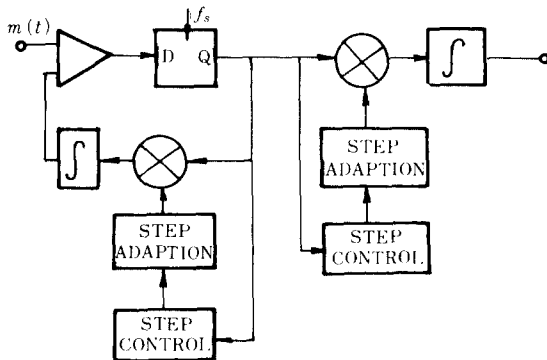 f_s
m(t)
D Q
∫
∫
STEP
ADAPTION
STEP
CONTROL
STEP
ADAPTION
STEP
CONTROL